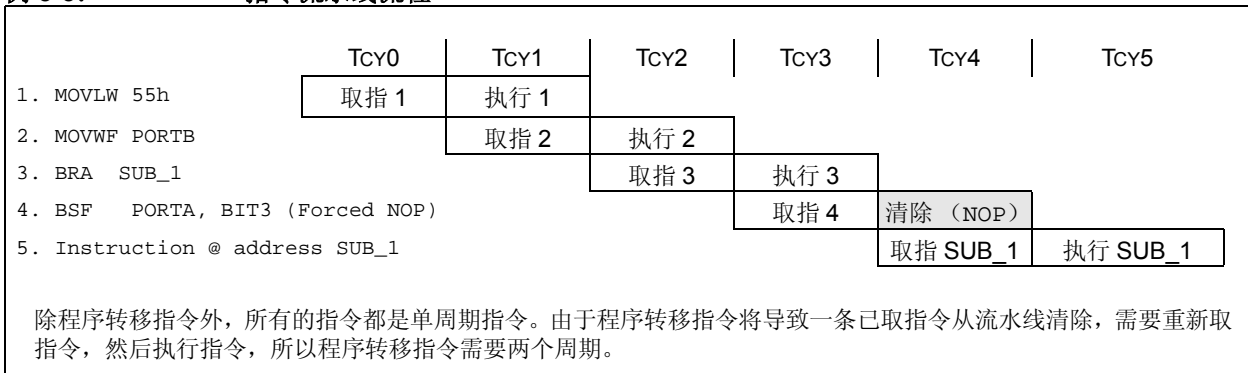 TCY0 TCY1 TCY2 TCY3 TCY4 TCY5
1. MOVLW 55h 取指 1 执行 1
2. MOVWF PORTB 取指 2 执行 2
3. BRA SUB_1 取指 3 执行 3
4. BSF PORTA, BIT3 (Forced NOP) 取指 4 清除 （NOP）
5. Instruction @ address SUB_1 取指 SUB_1 执行 SUB_1
除程序转移指令外，所有的指令都是单周期指令。由于程序转移指令将导致一条已取指令从流水线清除，需要重新取
指令，然后执行指令，所以程序转移指令需要两个周期。